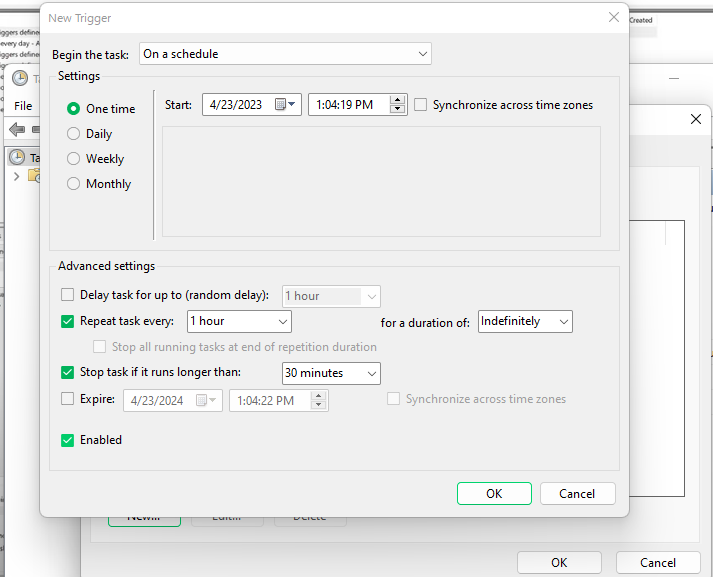 New Trigger
Created
iggers define
every day - A
iggers define
Begin the task: On a schedule
Settings
File
One time
Start: 4/23/2023 1:04:19 PM Synchronize across time zones
Daily
Weekly
Monthly
Ta
Advanced settings
Delay task for up to (random delay): 1 hour
Repeat task every: 1 hour for a duration of: Indefinitely
Stop all running tasks at end of repetition duration
Stop task if it runs longer than: 30 minutes
Expire: 4/23/2024 1:04:22 PM Synchronize across time zones
Enabled
OK Cancel
New... Edit... Delete
OK Cancel